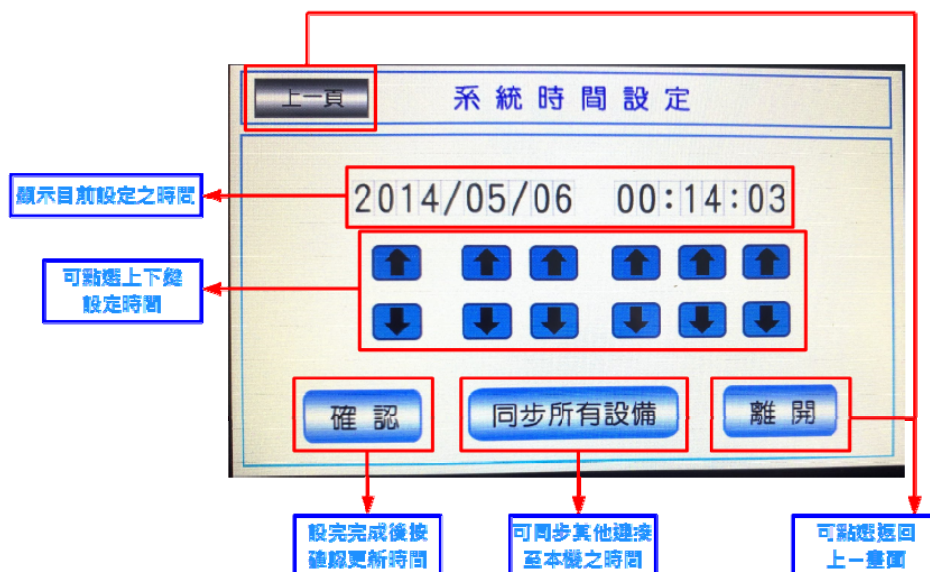 上一頁
系統時間設定
顯示目前設定之時間
2014/05/06 00:14:03
可點選上下鍵
設定時間
確認
同步所有設備
離開
設完完成後按
確認更新時間
可同步其他連接
至本機之時間
可點選返回
上一畫面